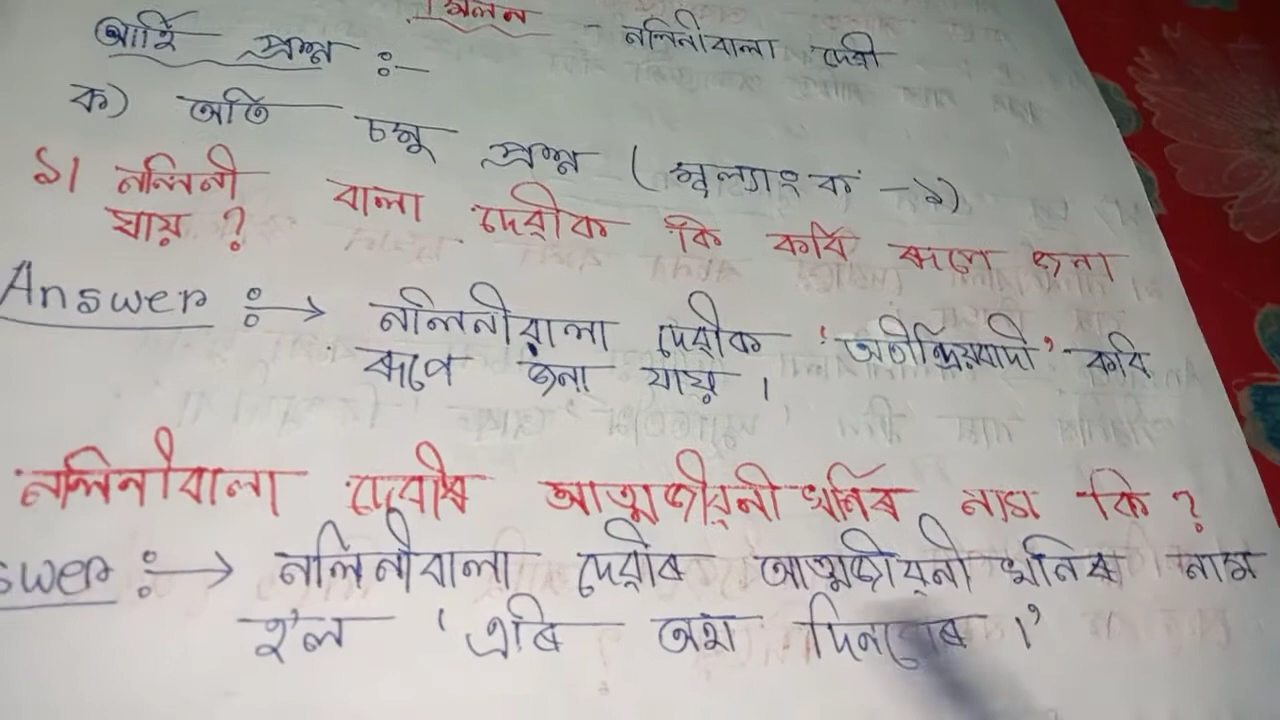 মিলন - নলিনীবালা দেৱী
আৰ্হি প্ৰশ্ন :-
ক) অতি চমু প্ৰশ্ন (মূল্যাংক -১)
১। নলিনী বালা দেৱীক কি কবি ৰূপে জনা
যায় ?
Answer :→ নলিনীবালা দেৱীক 'অতীন্দ্ৰিয়বাদী' কবি
ৰূপে জনা যায় ।
নলিনীবালা দেৱীৰ আত্মজীৱনীখনিৰ নাম কি ?
swer :→ নলিনীবালা দেৱীৰ আত্মজীৱনীখনিৰ নাম
হ'ল 'এৰি অহা দিনবোৰ ।'